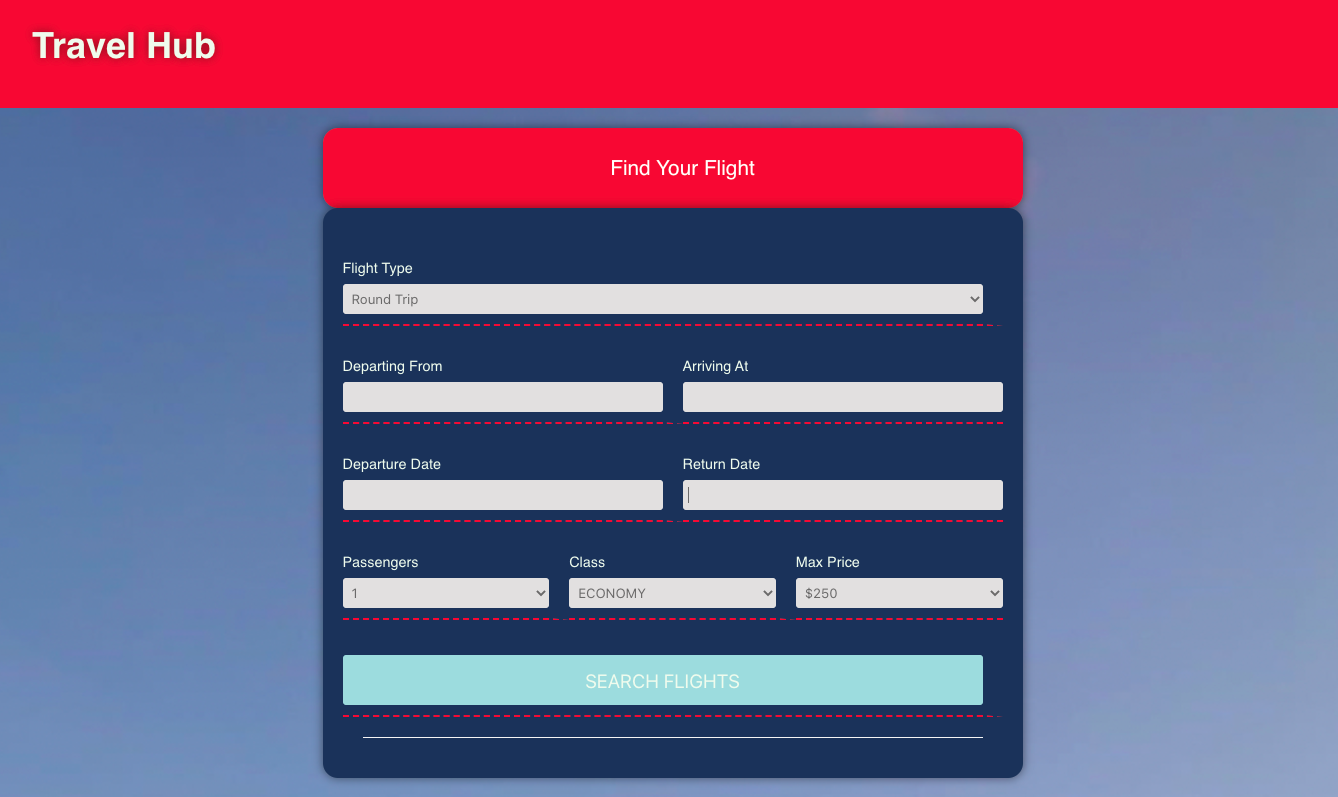 Travel Hub
Find Your Flight
Flight Type
Round Trip
Departing From Arriving At
Departure Date Return Date
Passengers Class Max Price
1 ECONOMY $250
SEARCH FLIGHTS